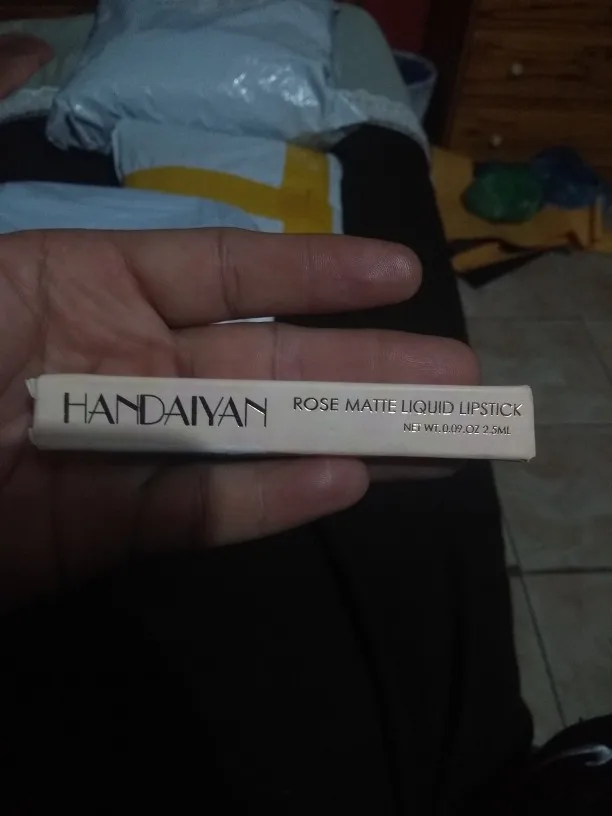 HANDAIYAN
ROSE MATTE LIQUID LIPSTICK
NET WT. 0.09.OZ 2.5ML